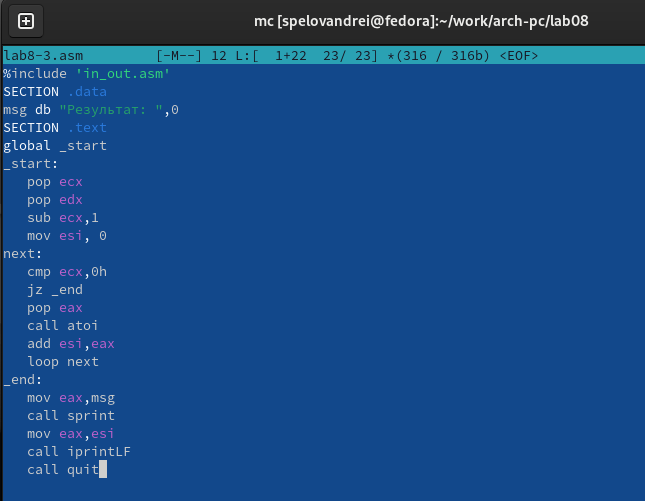 mc [spelovandrei@fedora]:~/work/arch-pc/lab08
lab8-3.asm [-M--] 12 L:[ 1+22 23/ 23] *(316 / 316b) <EOF>
%include 'in_out.asm'
SECTION .data
msg db "Результат: ",0
SECTION .text
global _start
_start:
pop ecx
pop edx
sub ecx,1
mov esi, 0
next:
cmp ecx,0h
jz _end
pop eax
call atoi
add esi,eax
loop next
_end:
mov eax,msg
call sprint
mov eax,esi
call iprintLF
call quit